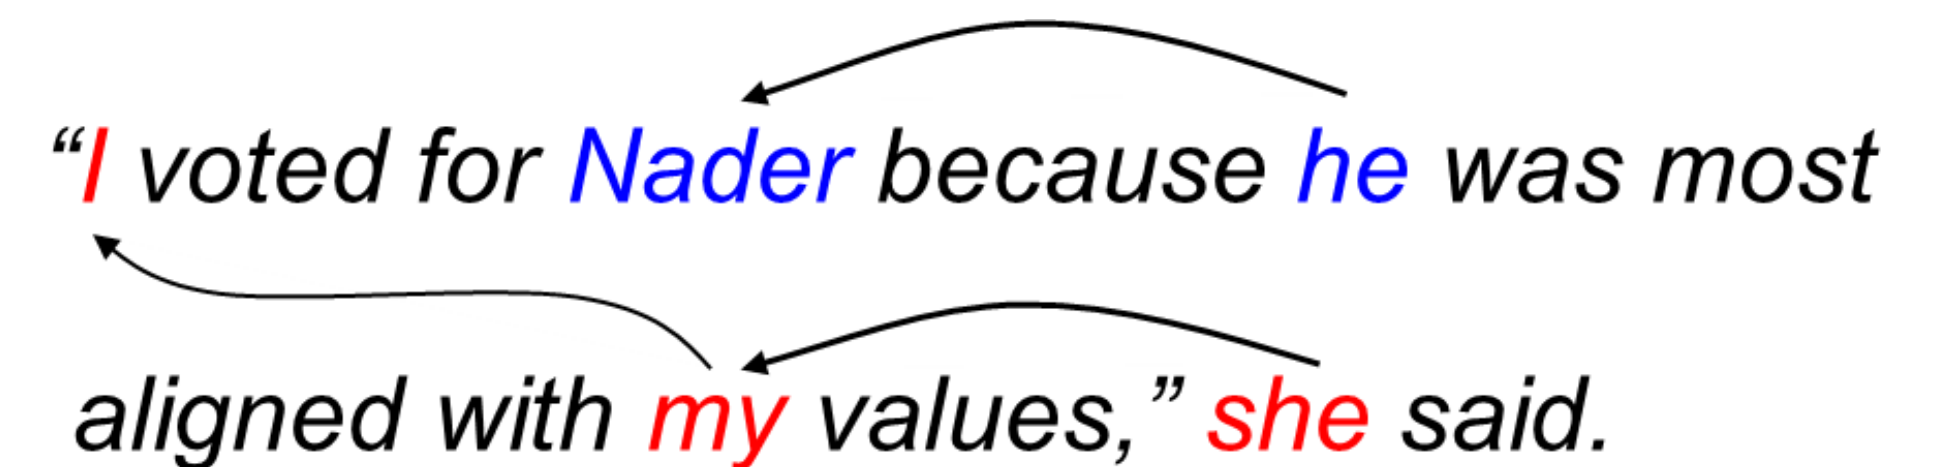 “I voted for Nader because he was most
aligned with my values,” she said.